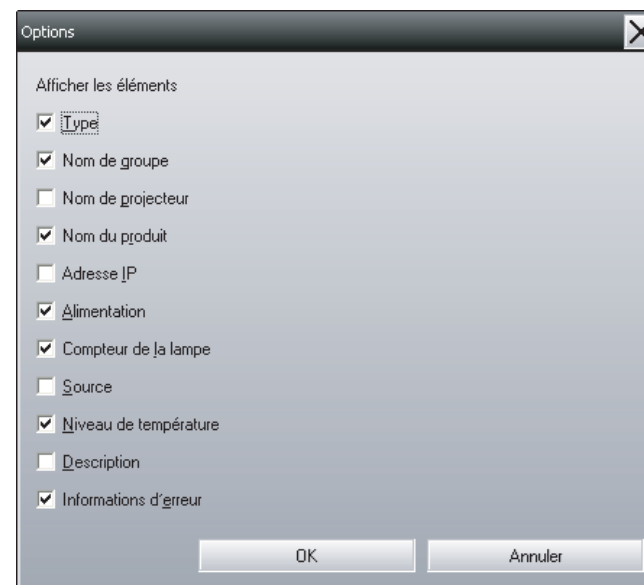 Options
Afficher les éléments
Type
Nom de groupe
Nom de projecteur
Nom du produit
Adresse IP
Alimentation
Compteur de la lampe
Source
Niveau de température
Description
Informations d'erreur
OK
Annuler